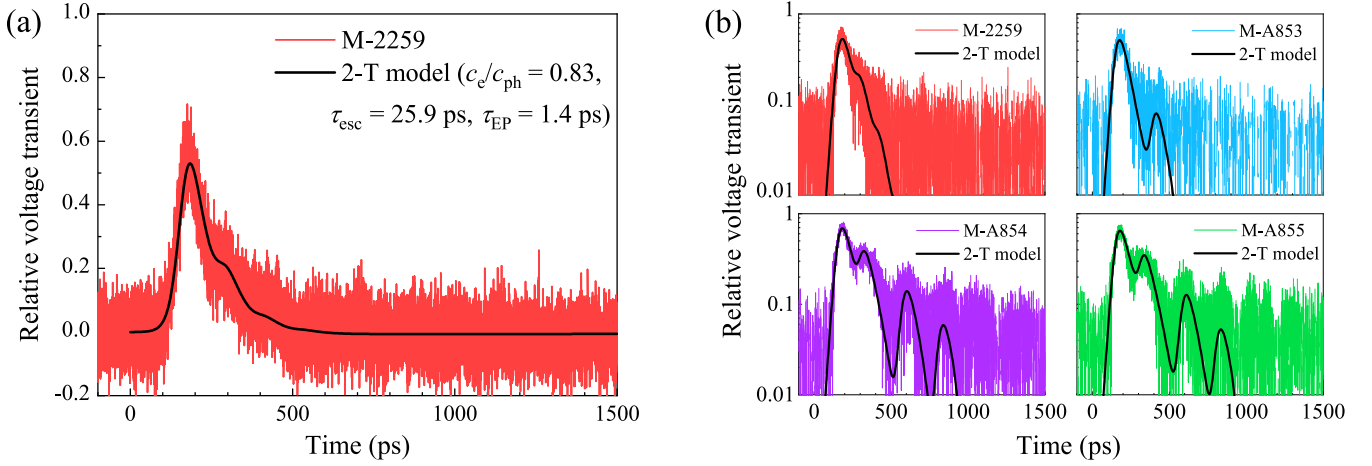 (a)
Relative voltage transient
1.0
0.8
0.6
0.4
0.2
0.0
-0.2
M-2259
2-T model (cₑ/cₚₕ = 0.83,
τ_esc = 25.9 ps, τ_EP = 1.4 ps)
0
500
1000
1500
Time (ps)
(b)
Relative voltage transient
1
0.1
0.01
M-2259
2-T model
M-A853
2-T model
1
0.1
0.01
M-A854
2-T model
M-A855
2-T model
0
500
1000
1500
0
500
1000
1500
Time (ps)